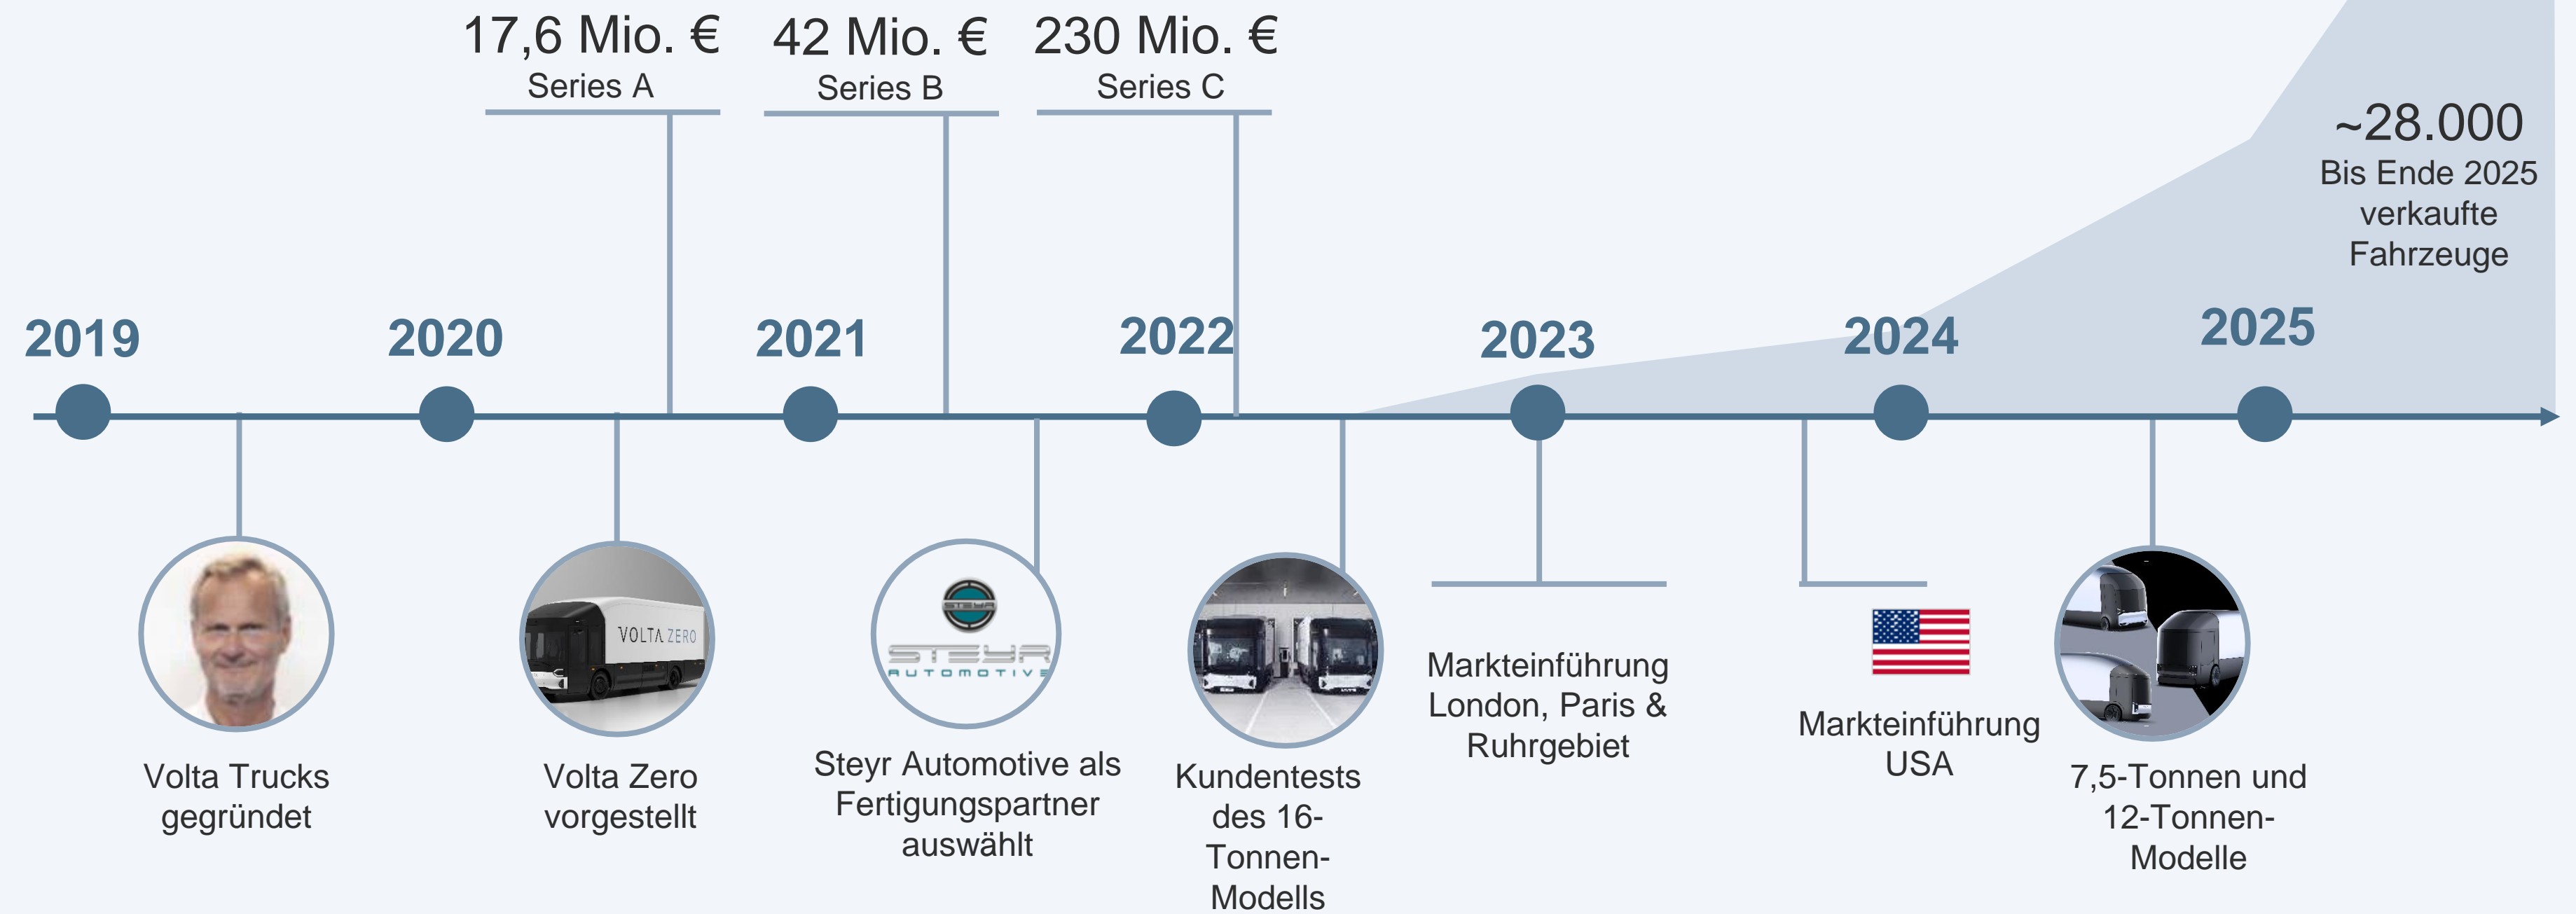 17,6 Mio. €
Series A
42 Mio. €
Series B
230 Mio. €
Series C
~28.000
Bis Ende 2025
verkaufte
Fahrzeuge
2019
2020
2021
2022
2023
2024
2025
Volta Trucks
gegründet
VOLTA ZERO
Volta Zero
vorgestellt
STEYR
STEYR
AUTOMOTIVE
Steyr Automotive als
Fertigungspartner
auswählt
Kundentests
des 16-
Tonnen-
Modells
Markteinführung
London, Paris &
Ruhrgebiet
Markteinführung
USA
7,5-Tonnen und
12-Tonnen-
Modelle